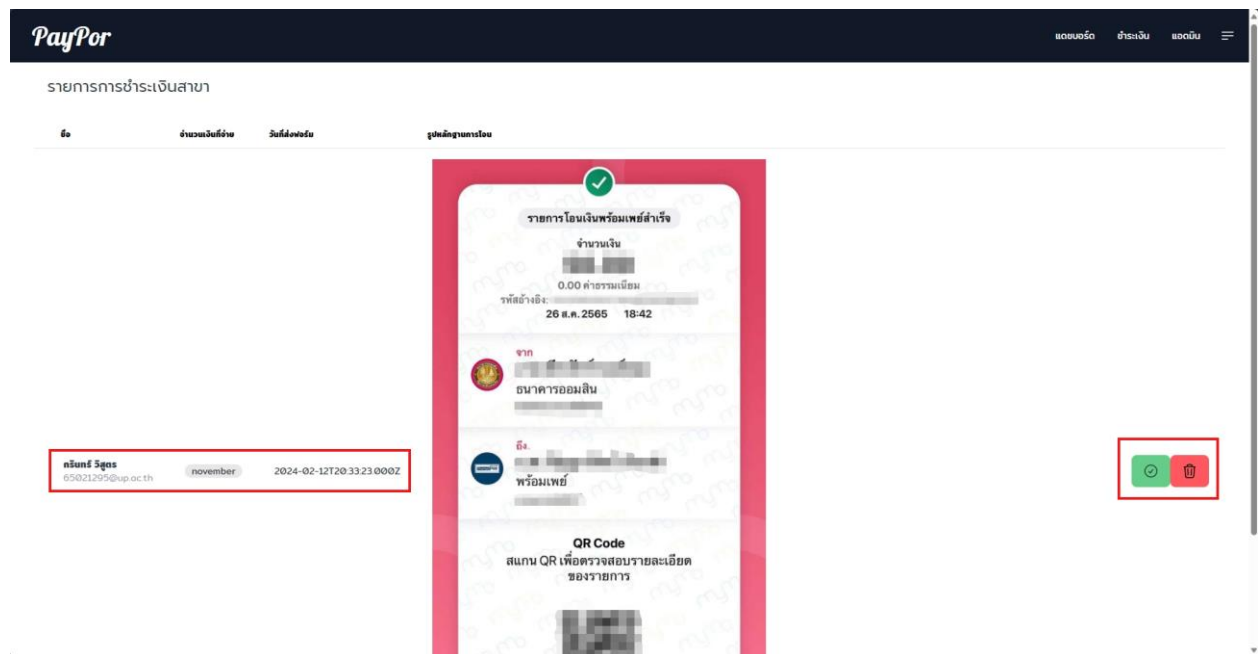 PayPor
แดชบอร์ด ชำระเงิน แอดมิน
รายการการชำระเงินสาขา
ชื่อ จำนวนเงินที่จ่าย วันที่ส่งฟอร์ม รูปหลักฐานการโอน
รายการโอนเงินพร้อมเพย์สำเร็จ
จำนวนเงิน
0.00 ค่าธรรมเนียม
รหัสอ้างอิง:
26 ส.ค. 2565 18:42
จาก
ธนาคารออมสิน
ถึง
พร้อมเพย์
กรินทร์ วิสูตร
65021295@up.ac.th
november
2024-02-12T20:33:23.000Z
QR Code
สแกน QR เพื่อตรวจสอบรายละเอียด
ของรายการ